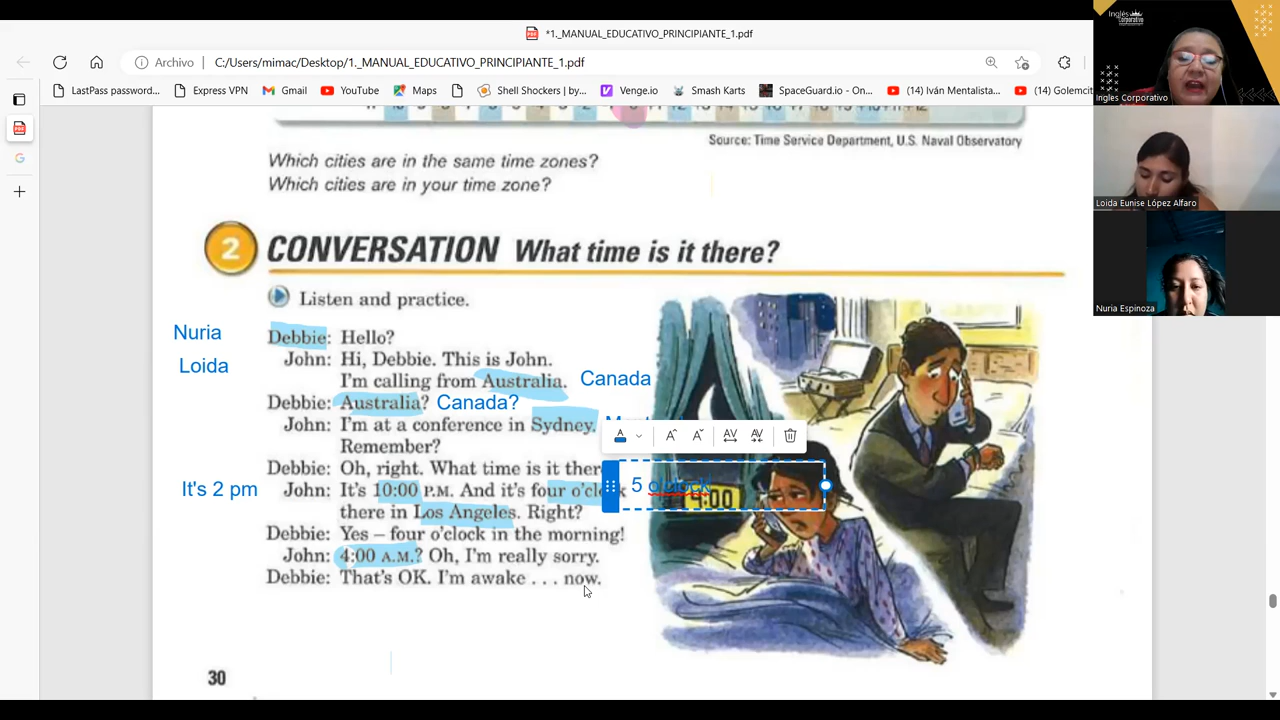 *1._MANUAL_EDUCATIVO_PRINCIPIANTE_1.pdf
Archivo | C:/Users/mimac/Desktop/1._MANUAL_EDUCATIVO_PRINCIPIANTE_1.pdf
LastPass password... Express VPN Gmail YouTube Maps Shell Shockers | by... Venge.io Smash Karts SpaceGuard.io - On... (14) Iván Mentalista... (14) Golemcit
Inglés Corporativo
Ingles Corporativo
Loida Eunise López Alfaro
Nuria Espinoza
Source: Time Service Department, U.S. Naval Observatory
Which cities are in the same time zones?
Which cities are in your time zone?
2 CONVERSATION What time is it there?
Listen and practice.
Nuria
Debbie: Hello?
Loida
John: Hi, Debbie. This is John.
I'm calling from Australia. Canada
Debbie: Australia? Canada?
John: I'm at a conference in Sydney.
Remember?
Debbie: Oh, right. What time is it ther
It's 2 pm
John: It's 10:00 P.M. And it's four o'clock
5 o'clock
4:00
there in Los Angeles. Right?
Debbie: Yes – four o'clock in the morning!
John: 4:00 A.M.? Oh, I'm really sorry.
Debbie: That's OK. I'm awake . . . now.
30